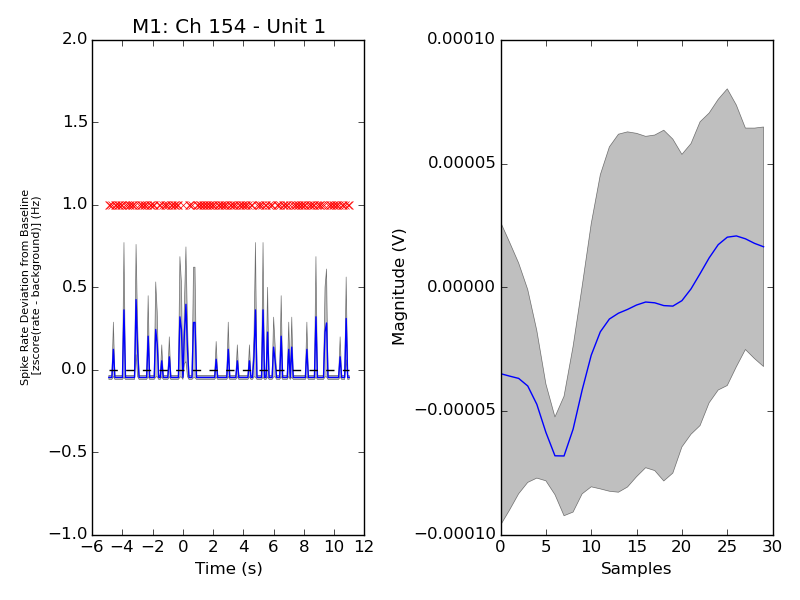 M1: Ch 154 - Unit 1
2.0
1.5
1.0
0.5
0.0
−0.5
−1.0
−6 −4 −2 0 2 4 6 8 10 12
Time (s)
Spike Rate Deviation from Baseline
[zscore(rate - background)] (Hz)
0.00010
0.00005
0.00000
−0.00005
−0.00010
0 5 10 15 20 25 30
Samples
Magnitude (V)